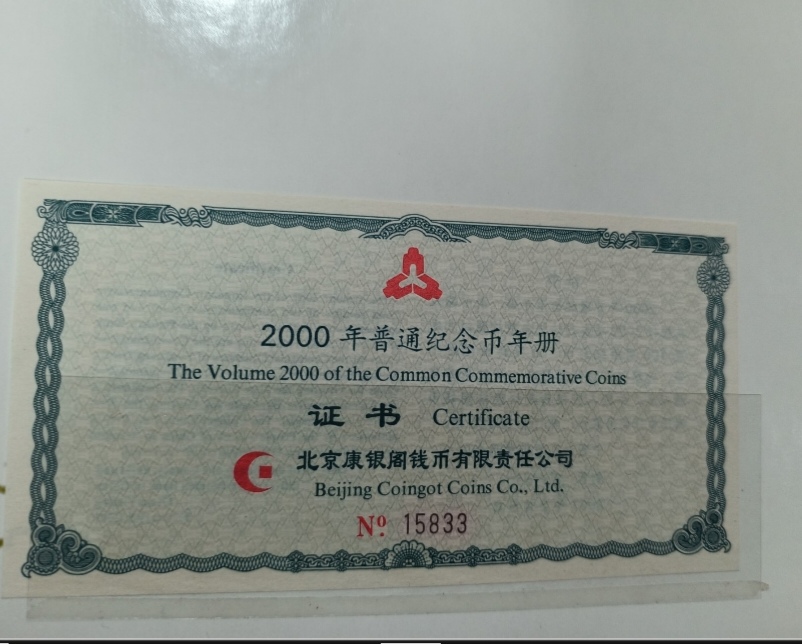 2000 年普通纪念币年册
The Volume 2000 of the Common Commemorative Coins
证 书 Certificate
北京康银阁钱币有限责任公司
Beijing Coingot Coins Co., Ltd.
Nº. 15833